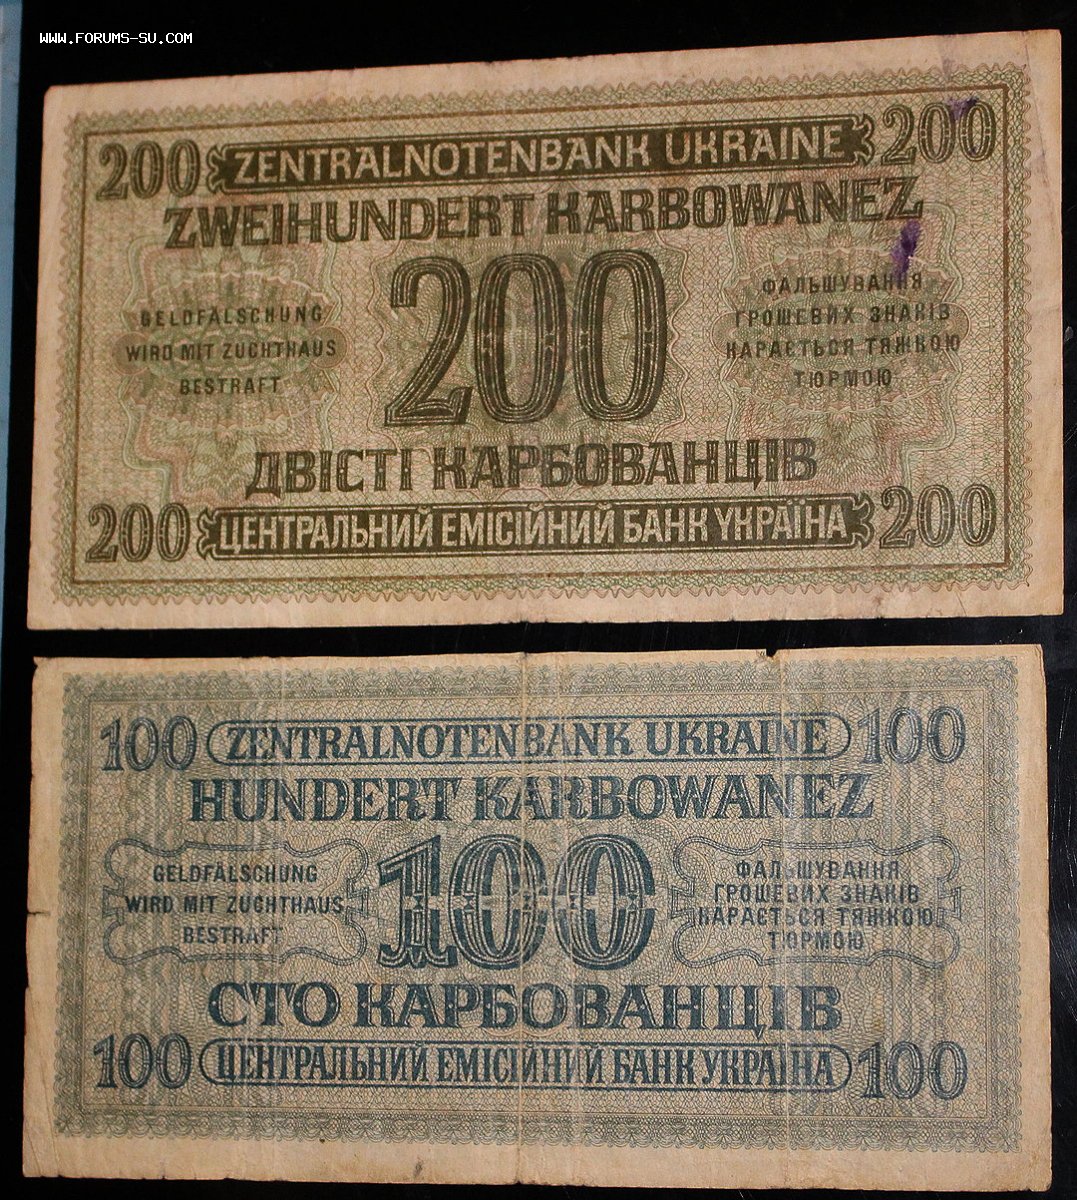 WWW.FORUMS-SU.COM
200 ZENTRALNOTENBANK UKRAINE 200
ZWEIHUNDERT KARBOWANEZ
200
GELDFÄLSCHUNG
WIRD MIT ZUCHTHAUS
BESTRAFT
ФАЛЬШУВАННЯ
ГРОШЕВИХ ЗНАКІВ
КАРАЄТЬСЯ ТЯЖКОЮ
ТЮРМОЮ
ДВІСТІ КАРБОВАНЦІВ
200 ЦЕНТРАЛЬНИЙ ЕМІСІЙНИЙ БАНК УКРАЇНА 200
100 ZENTRALNOTENBANK UKRAINE 100
HUNDERT KARBOWANEZ
100
GELDFÄLSCHUNG
WIRD MIT ZUCHTHAUS
BESTRAFT
ФАЛЬШУВАННЯ
ГРОШЕВИХ ЗНАКІВ
КАРАЄТЬСЯ ТЯЖКОЮ
ТЮРМОЮ
СТО КАРБОВАНЦІВ
100 ЦЕНТРАЛЬНИЙ ЕМІСІЙНИЙ БАНК УКРАЇНА 100